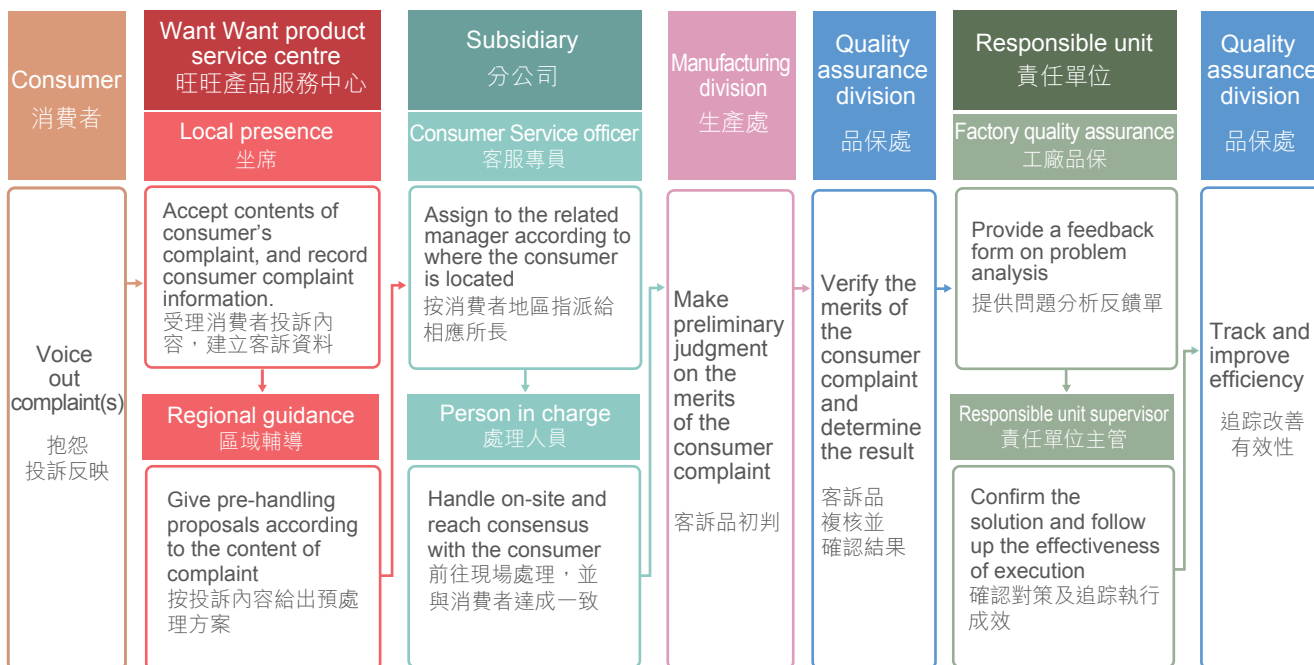 Consumer
消費者
Voice
out
complaint(s)
抱怨
投訴反映
Want Want product
service centre
旺旺產品服務中心
Local presence
坐席
Accept contents of
consumer’s
complaint, and record
consumer complaint
information.
受理消費者投訴內
容，建立客訴資料
Regional guidance
區域輔導
Give pre-handling
proposals according
to the content of
complaint
按投訴內容給出預處
理方案
Subsidiary
分公司
Consumer Service officer
客服專員
Assign to the related
manager according to
where the consumer
is located
按消費者地區指派給
相應所長
Person in charge
處理人員
Handle on-site and
reach consensus
with the consumer
前往現場處理，並
與消費者達成一致
Manufacturing
division
生產處
Make
preliminary
judgment
on the
merits
of the
consumer
complaint
客訴品初判
Quality
assurance
division
品保處
Verify the
merits of
the
consumer
complaint
and
determine
the result
客訴品
複核並
確認結果
Responsible unit
責任單位
Factory quality assurance
工廠品保
Provide a feedback
form on problem
analysis
提供問題分析反饋單
Responsible unit supervisor
責任單位主管
Confirm the
solution and follow
up the effectiveness
of execution
確認對策及追踪執行
成效
Quality
assurance
division
品保處
Track and
improve
efficiency
追踪改善
有效性